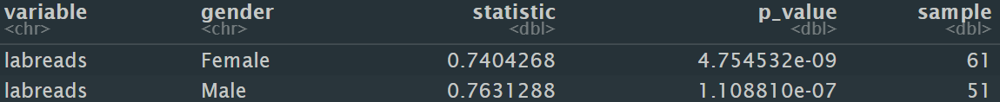 variable gender statistic p_value sample
<chr> <chr> <dbl> <dbl> <dbl>
labreads Female 0.7404268 4.754532e-09 61
labreads Male 0.7631288 1.108810e-07 51